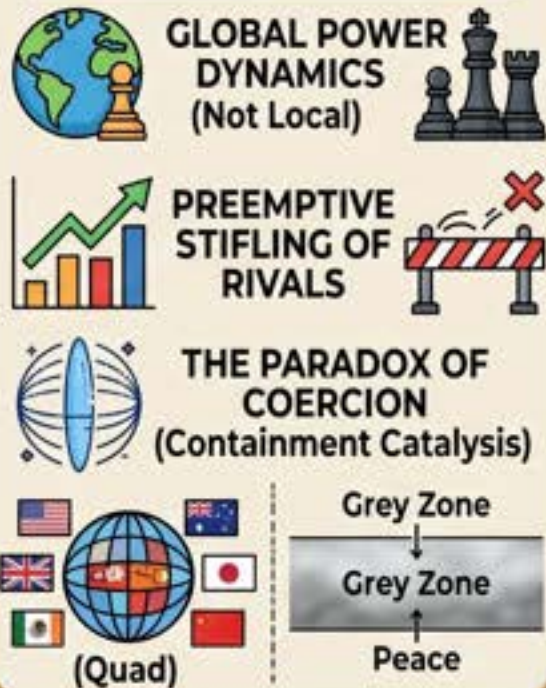 GLOBAL POWER
DYNAMICS
(Not Local)
PREEMPTIVE
STIFLING OF
RIVALS
THE PARADOX OF
COERCION
(Containment Catalysis)
(Quad)
Grey Zone
Grey Zone
Peace